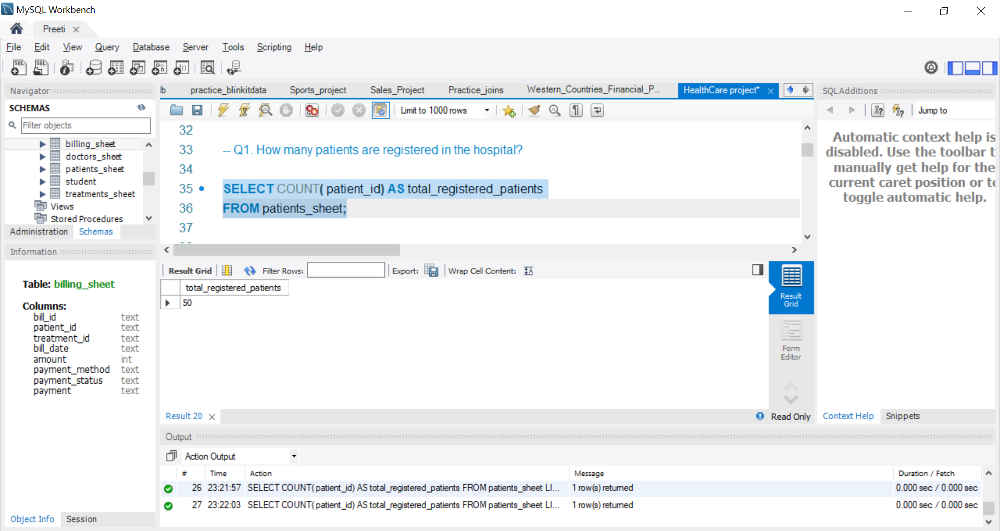 MySQL Workbench
Preeti
File Edit View Query Database Server Tools Scripting Help
Navigator
SCHEMAS
Filter objects
billing_sheet
doctors_sheet
patients_sheet
student
treatments_sheet
Views
Stored Procedures
Administration Schemas
Information
Table: billing_sheet
Columns:
bill_id text
patient_id text
treatment_id text
bill_date text
amount int
payment_method text
payment_status text
payment text
Object Info Session
lb practice_blinkitdata Sports_project Sales_Project Practice_joins Western_Countries_Financial_P... HealthCare project*
Limit to 1000 rows
32
33 -- Q1. How many patients are registered in the hospital?
34
35 SELECT COUNT( patient_id) AS total_registered_patients
36 FROM patients_sheet;
37
Result Grid Filter Rows: Export: Wrap Cell Content:
total_registered_patients
50
Result Grid
Form Editor
Result 20
Read Only
SQLAdditions
Jump to
Automatic context help is
disabled. Use the toolbar t
manually get help for the
current caret position or to
toggle automatic help.
Context Help Snippets
Output
Action Output
# Time Action Message Duration / Fetch
26 23:21:57 SELECT COUNT( patient_id) AS total_registered_patients FROM patients_sheet LI... 1 row(s) returned 0.000 sec / 0.000 sec
27 23:22:03 SELECT COUNT( patient_id) AS total_registered_patients FROM patients_sheet LI... 1 row(s) returned 0.000 sec / 0.000 sec